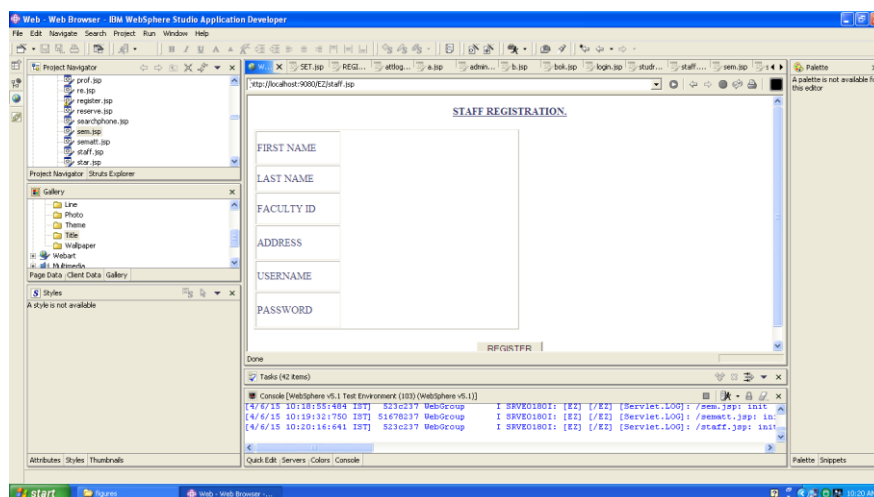 Web - Web Browser - IBM WebSphere Studio Application Developer
File Edit Navigate Search Project Run Window Help
Project Navigator
prof.jsp
re.jsp
register.jsp
reserve.jsp
searchphone.jsp
sem.jsp
sematt.jsp
staff.jsp
star.jsp
Project Navigator Struts Explorer
Gallery
Line
Photo
Theme
Title
Wallpaper
Webart
Multimedia
Page Data Client Data Gallery
Styles
A style is not available
Attributes Styles Thumbnails
W... SET.jsp REGI... attlog... a.jsp admin... b.jsp bok.jsp login.jsp studr... staff.... sem.jsp
http://localhost:9080/EZ/staff.jsp
STAFF REGISTRATION.
FIRST NAME
LAST NAME
FACULTY ID
ADDRESS
USERNAME
PASSWORD
REGISTER
Done
Tasks (42 items)
Console [WebSphere v5.1 Test Environment (103) (WebSphere v5.1)]
[4/6/15 10:18:55:484 IST] 523c237 WebGroup I SRVE0180I: [EZ] [/EZ] [Servlet.LOG]: /sem.jsp: init
[4/6/15 10:19:32:750 IST] 51678237 WebGroup I SRVE0180I: [EZ] [/EZ] [Servlet.LOG]: /sematt.jsp: in
[4/6/15 10:20:16:641 IST] 523c237 WebGroup I SRVE0180I: [EZ] [/EZ] [Servlet.LOG]: /staff.jsp: init
Quick Edit Servers Colors Console
Palette
A palette is not available
this editor
Palette Snippets
start figures Web - Web Browser -... 10:20 AM